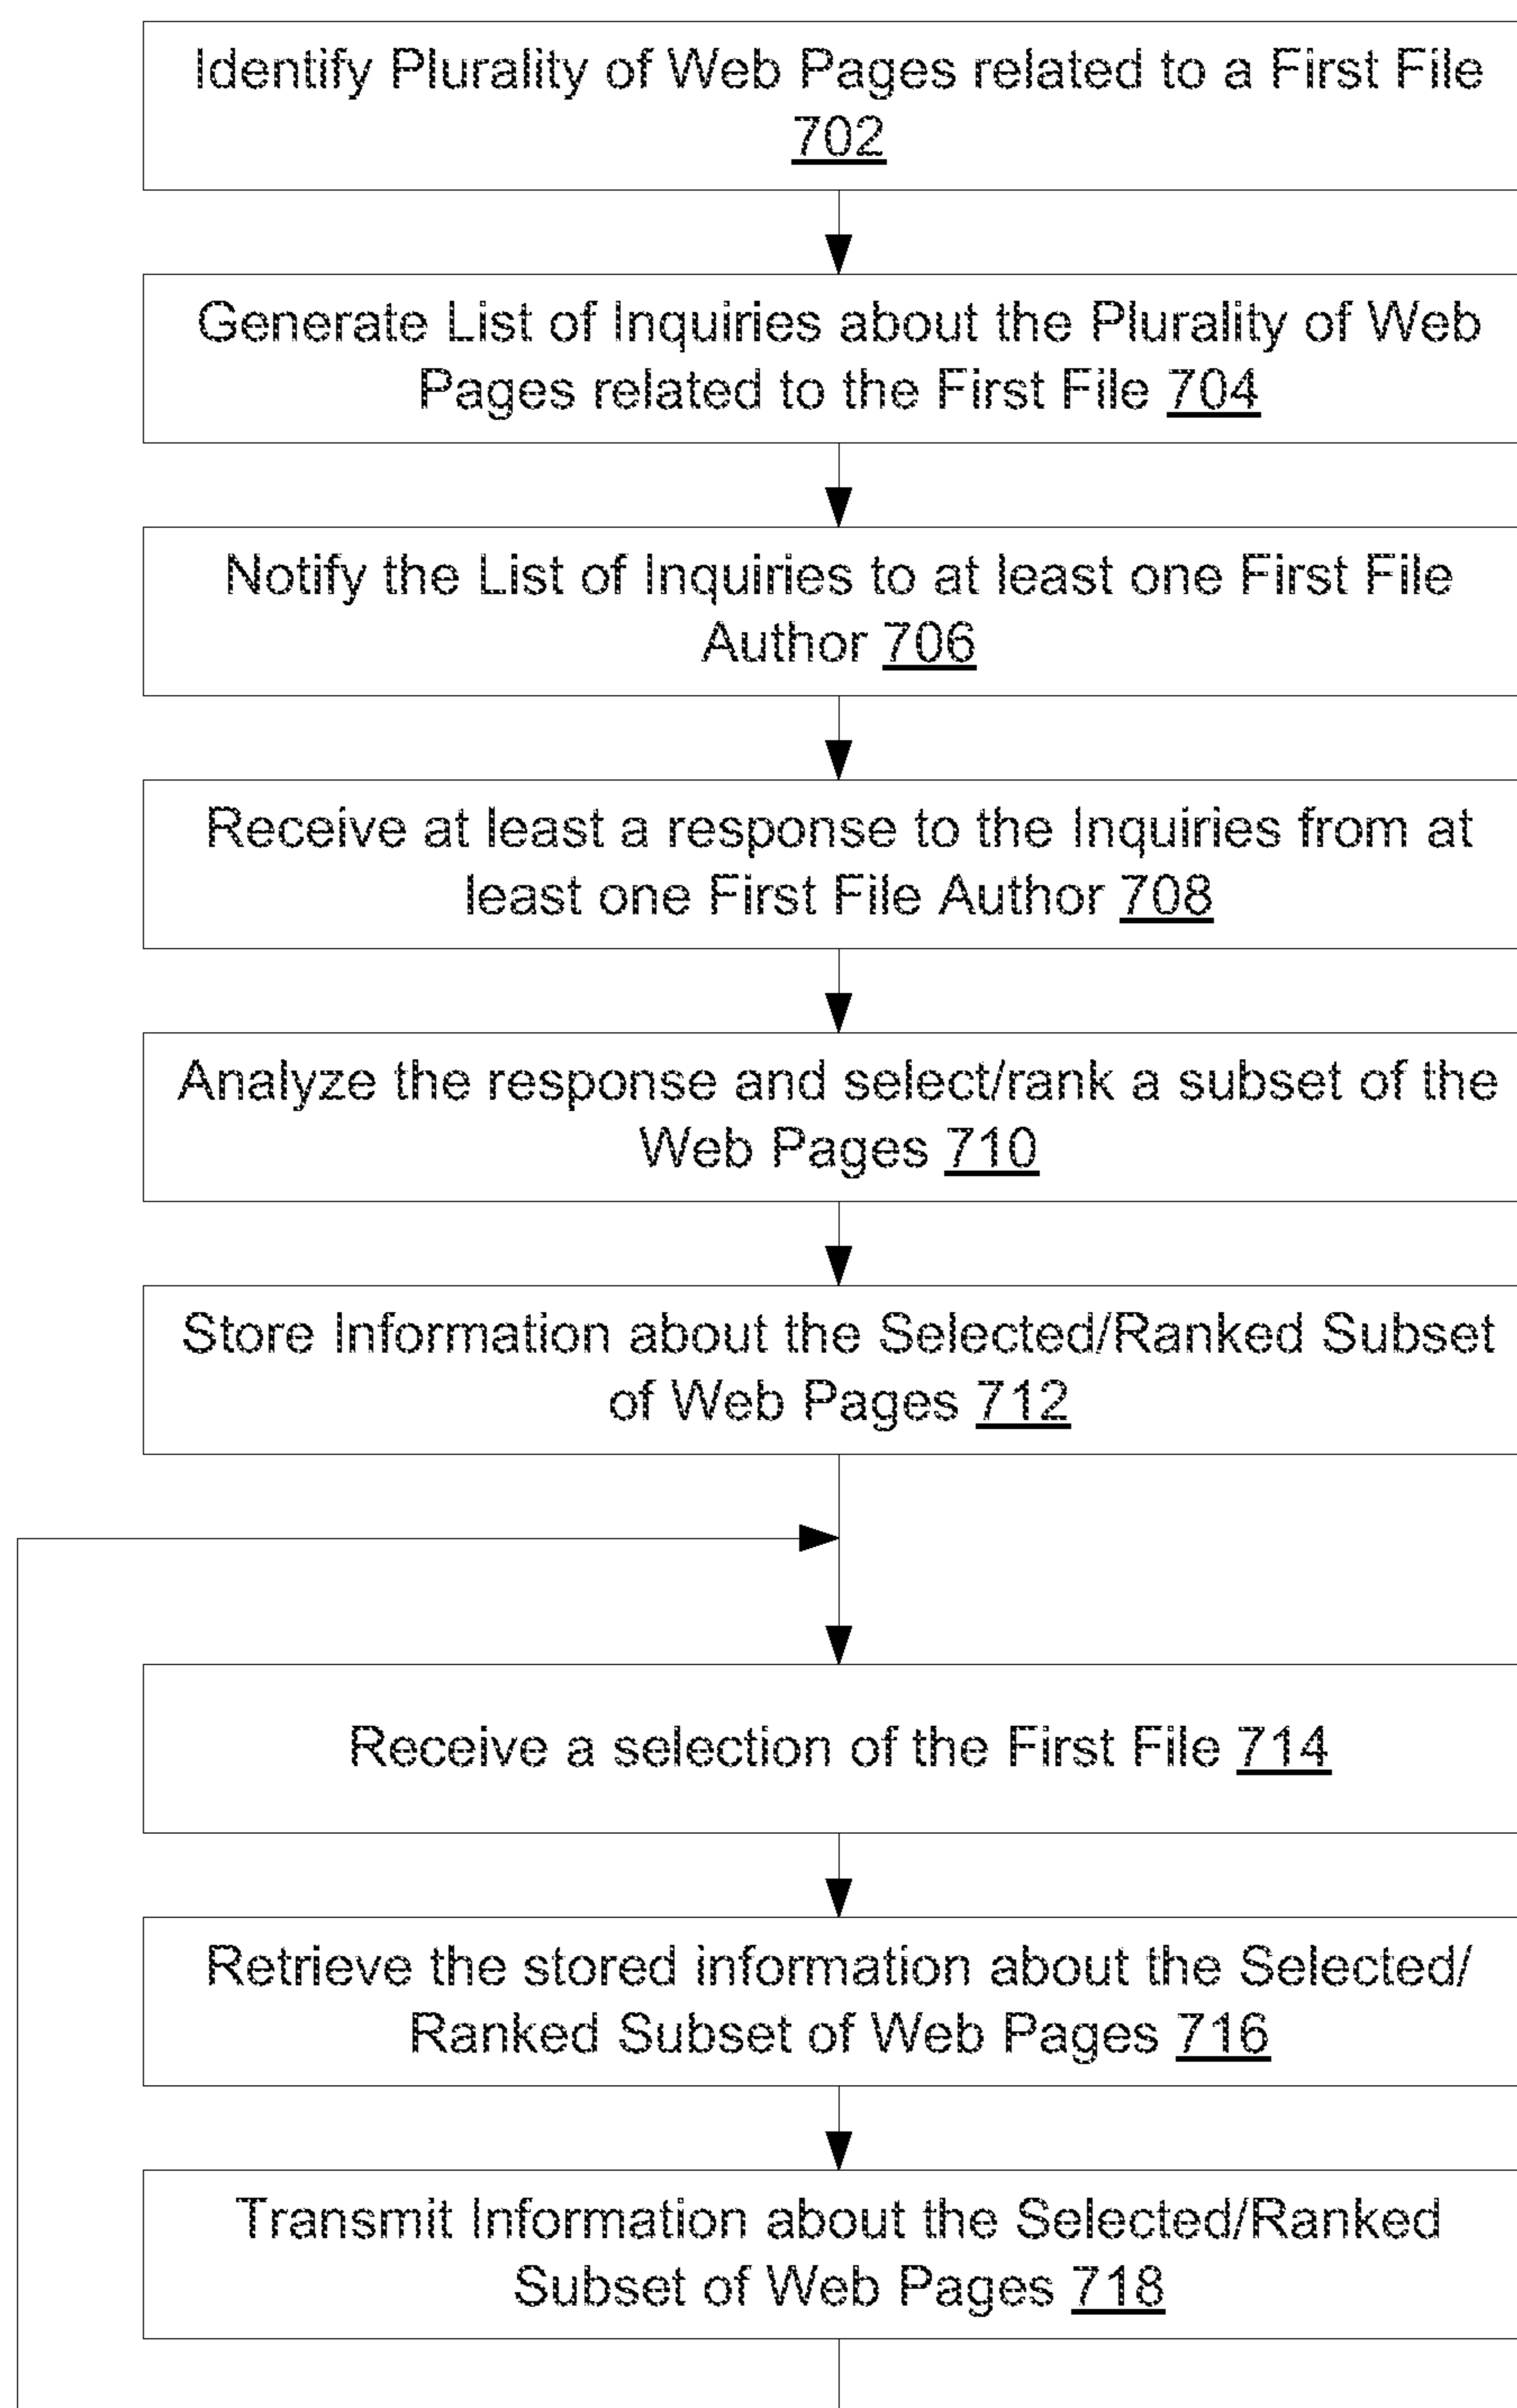 Identify Plurality of Web Pages related to a First File
702
Generate List of Inquiries about the Plurality of Web
Pages related to the First File 704
Notify the List of Inquiries to at least one First File
Author 706
Receive at least a response to the Inquiries from at
least one First File Author 708
Analyze the response and select/rank a subset of the
Web Pages 710
Store Information about the Selected/Ranked Subset
of Web Pages 712
Receive a selection of the First File 714
Retrieve the stored information about the Selected/
Ranked Subset of Web Pages 716
Transmit Information about the Selected/Ranked
Subset of Web Pages 718